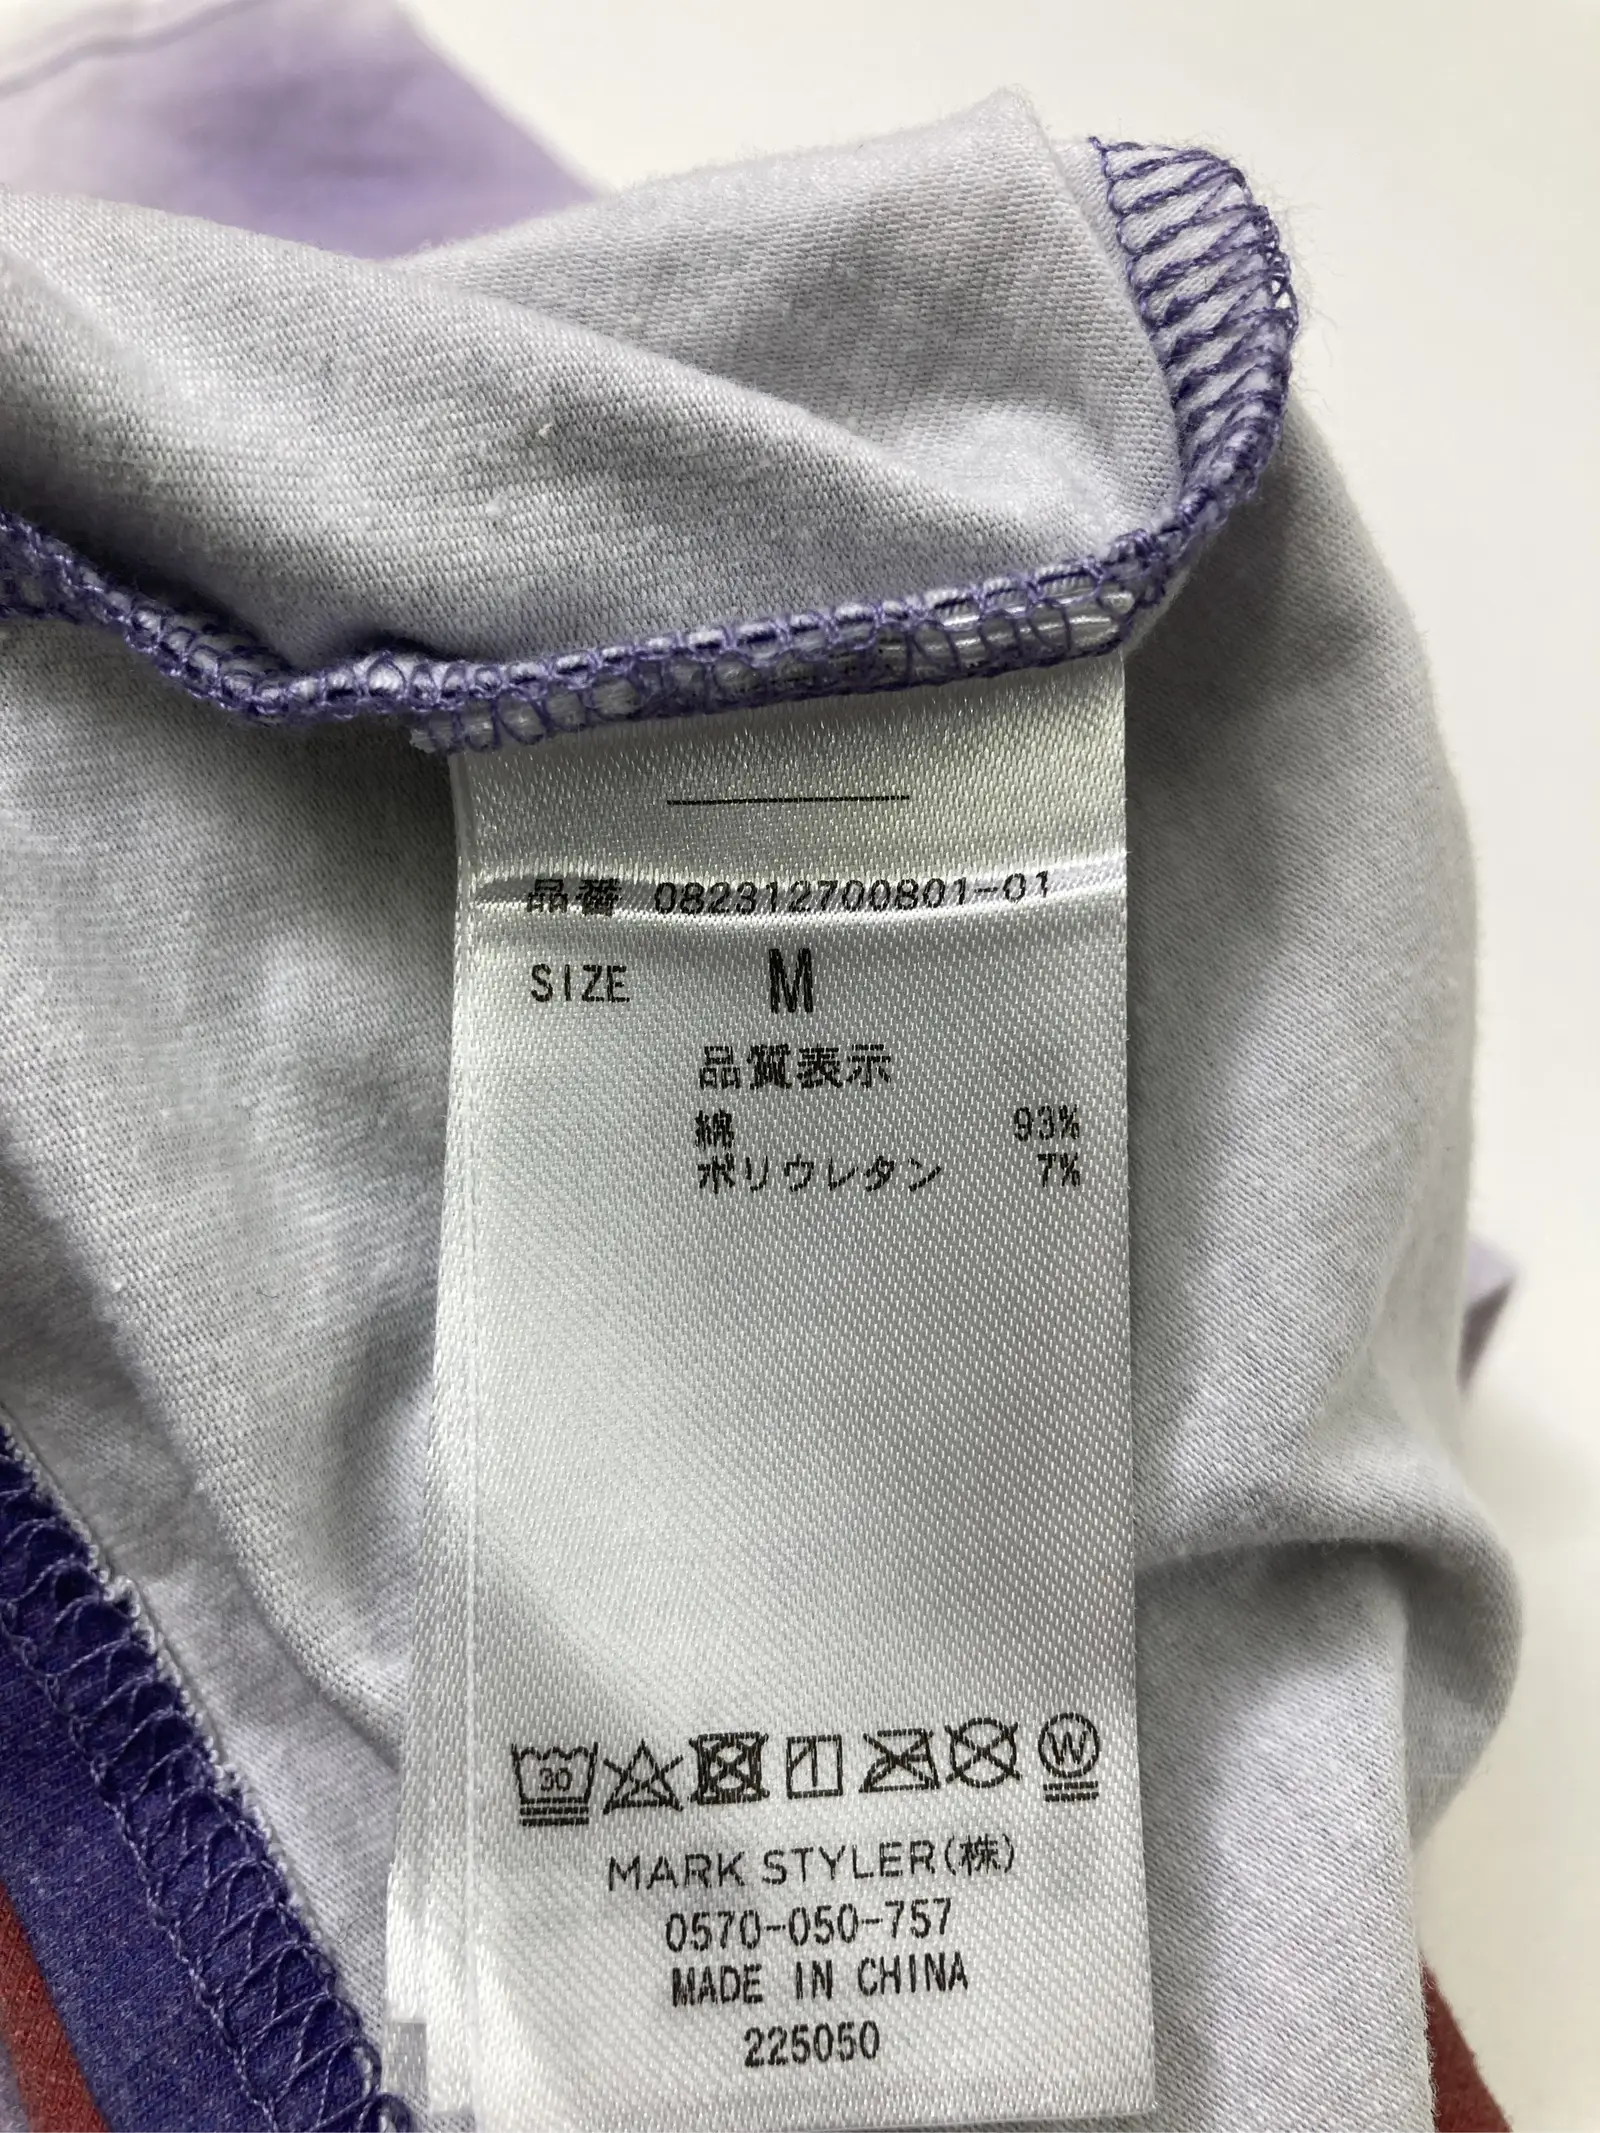 品番 082312700801-01
SIZE M
品質表示
綿 93%
ポリウレタン 7%
30 W
MARK STYLER(株)
0570-050-757
MADE IN CHINA
225050